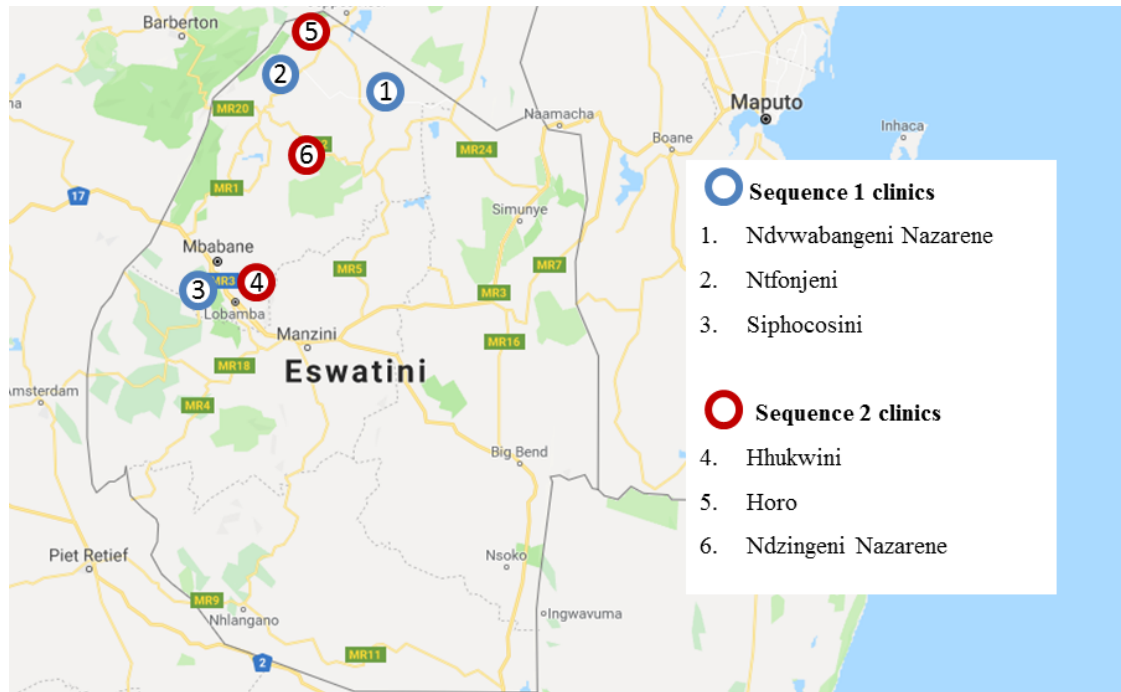 Barberton
5
2
1
MR20
Naamacha
Maputo
Inhaca
Boane
6
MR24
17
MR1
Simunye
Mbabane
MR3
4
MR5
MR7
3
Lobamba
MR3
Manzini
MR16
Eswatini
MR18
Amsterdam
MR4
Big Bend
Piet Retief
Nsoko
MR9
Nhlangano
Ingwavuma
MR11
2
Sequence 1 clinics
1. Ndvwabangeni Nazarene
2. Ntfonjeni
3. Siphocosini
Sequence 2 clinics
4. Hhukwini
5. Horo
6. Ndzingeni Nazarene